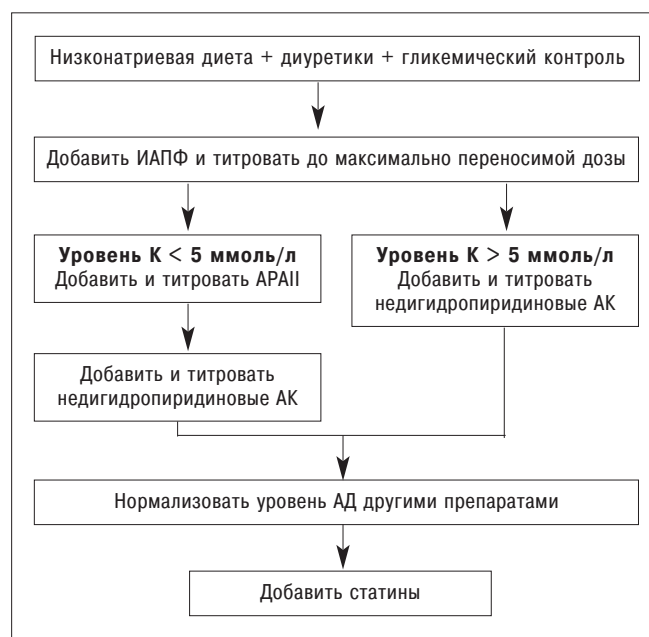 Низконатриевая диета + диуретики + гликемический контроль
Добавить ИАПФ и титровать до максимально переносимой дозы
Уровень К < 5 ммоль/л
Добавить и титровать АРАII
Уровень К > 5 ммоль/л
Добавить и титровать
недигидропиридиновые АК
Добавить и титровать
недигидропиридиновые АК
Нормализовать уровень АД другими препаратами
Добавить статины